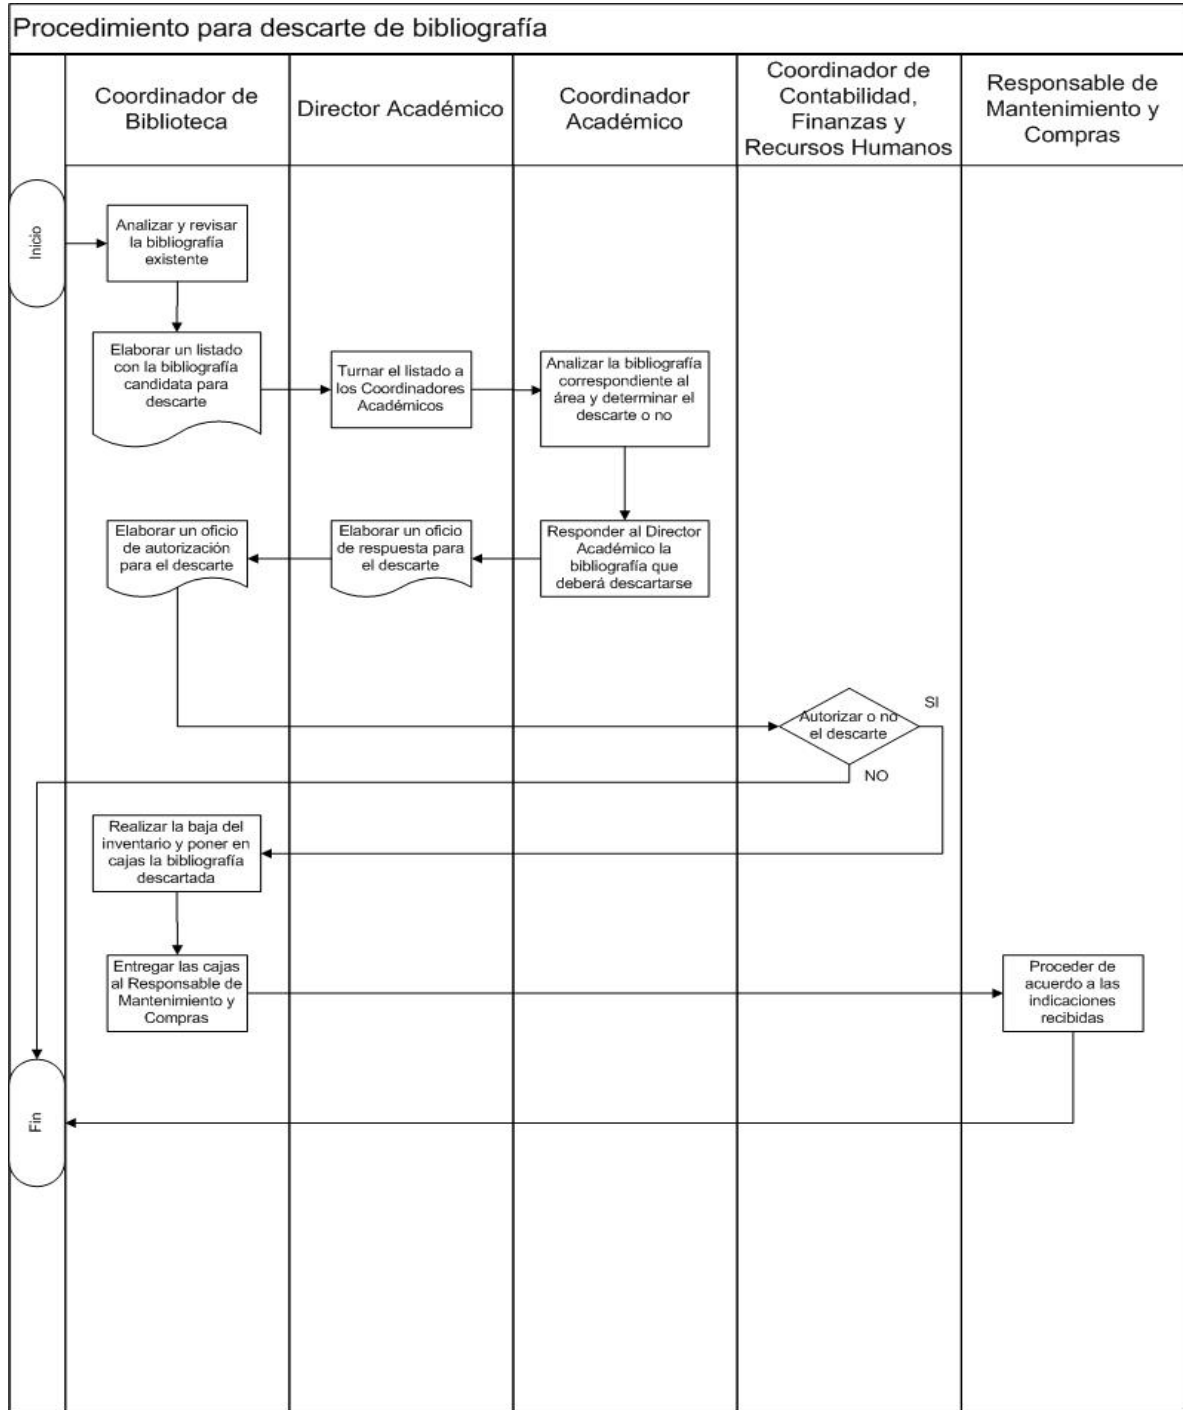 Procedimiento para descarte de bibliografía
Coordinador de
Biblioteca
Director Académico
Coordinador
Académico
Coordinador de
Contabilidad,
Finanzas y
Recursos Humanos
Responsable de
Mantenimiento y
Compras
Inicio
Analizar y revisar
la bibliografía
existente
Elaborar un listado
con la bibliografía
candidata para
descarte
Turnar el listado a
los Coordinadores
Académicos
Analizar la bibliografía
correspondiente al
área y determinar el
descarte o no
Elaborar un oficio
de autorización
para el descarte
Elaborar un oficio
de respuesta para
el descarte
Responder al Director
Académico la
bibliografía que
deberá descartarse
Autorizar o no
el descarte
SI
NO
Realizar la baja del
inventario y poner en
cajas la bibliografía
descartada
Entregar las cajas
al Responsable de
Mantenimiento y
Compras
Proceder de
acuerdo a las
indicaciones
recibidas
Fin